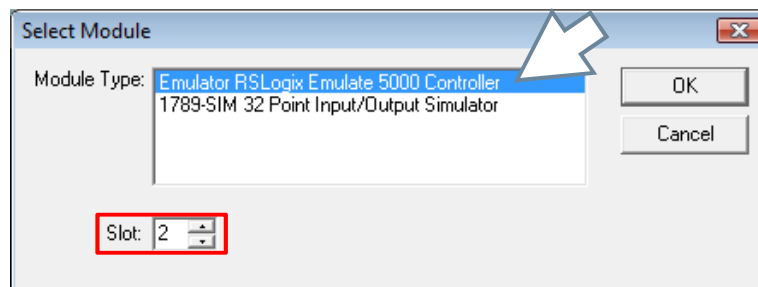 Select Module
Module Type:
Emulator RSLogix Emulate 5000 Controller
1789-SIM 32 Point Input/Output Simulator
OK
Cancel
Slot: 2